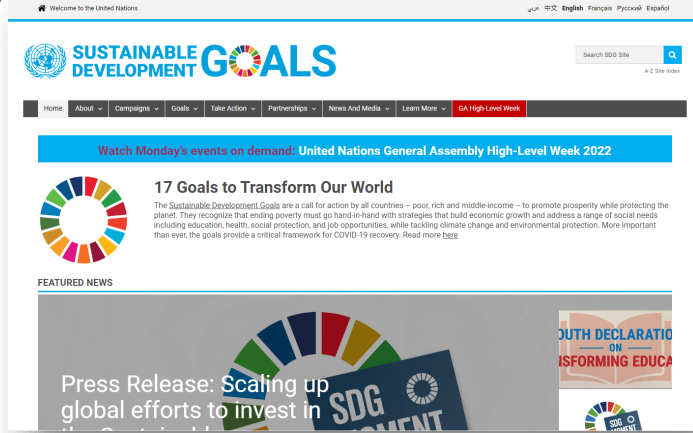 Welcome to the United Nations
عربي 中文 English Français Русский Español
SUSTAINABLE
DEVELOPMENT
GOALS
Search SDG Site
A-Z Site Index
Home About Campaigns Goals Take Action Partnerships News And Media Learn More GA High-Level Week
Watch Monday's events on demand: United Nations General Assembly High-Level Week 2022
17 Goals to Transform Our World
The Sustainable Development Goals are a call for action by all countries – poor, rich and middle-income – to promote prosperity while protecting the
planet. They recognize that ending poverty must go hand-in-hand with strategies that build economic growth and address a range of social needs
including education, health, social protection, and job opportunities, while tackling climate change and environmental protection. More important
than ever, the goals provide a critical framework for COVID-19 recovery. Read more here
FEATURED NEWS
Press Release: Scaling up
global efforts to invest in
SDG
MOMENT
OUTH DECLARATIO
ON
NSFORMING EDUCA
SDG
MOMENT